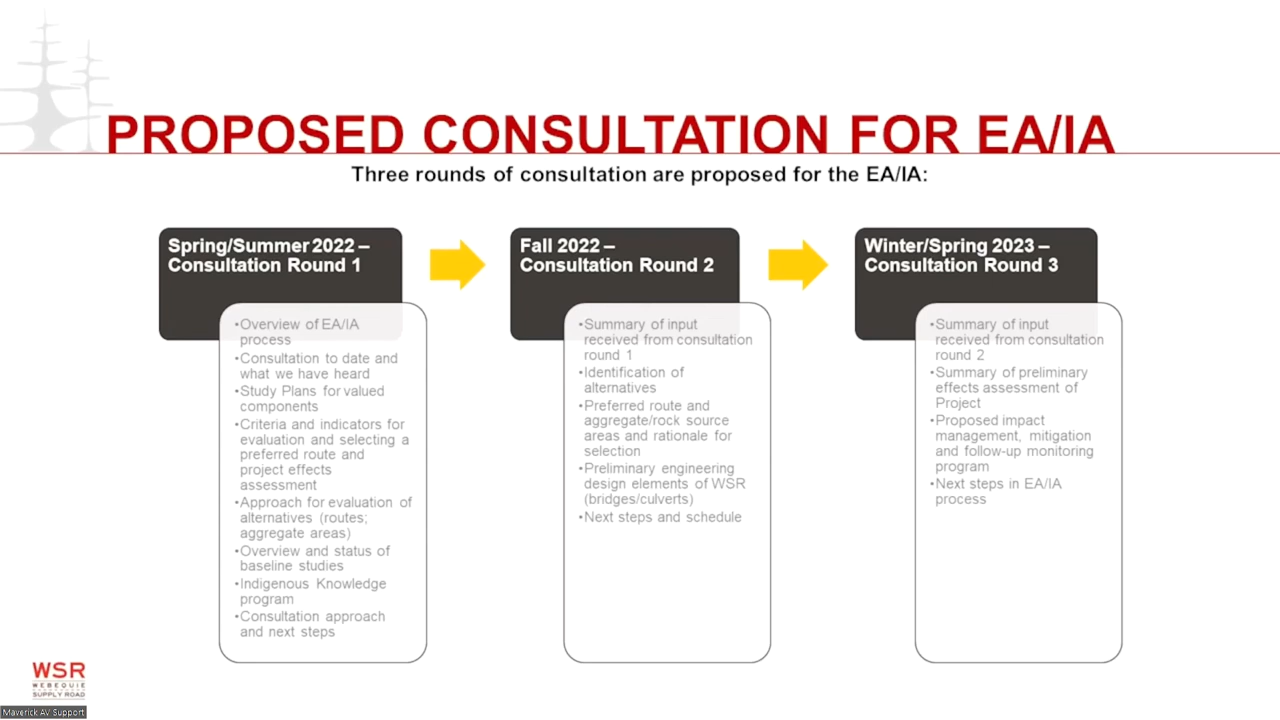 PROPOSED CONSULTATION FOR EA/IA
Three rounds of consultation are proposed for the EA/IA:
Spring/Summer 2022 –
Consultation Round 1
•Overview of EA/IA
process
•Consultation to date and
what we have heard
•Study Plans for valued
components
•Criteria and indicators for
evaluation and selecting a
preferred route and
project effects
assessment
•Approach for evaluation of
alternatives (routes;
aggregate areas)
•Overview and status of
baseline studies
•Indigenous Knowledge
program
•Consultation approach
and next steps
Fall 2022 –
Consultation Round 2
•Summary of input
received from consultation
round 1
•Identification of
alternatives
•Preferred route and
aggregate/rock source
areas and rationale for
selection
•Preliminary engineering
design elements of WSR
(bridges/culverts)
•Next steps and schedule
Winter/Spring 2023 –
Consultation Round 3
•Summary of input
received from consultation
round 2
•Summary of preliminary
effects assessment of
Project
•Proposed impact
management, mitigation
and follow-up monitoring
program
•Next steps in EA/IA
process
WSR
WEBEQUIE
SUPPLY ROAD
Maverick AV Support